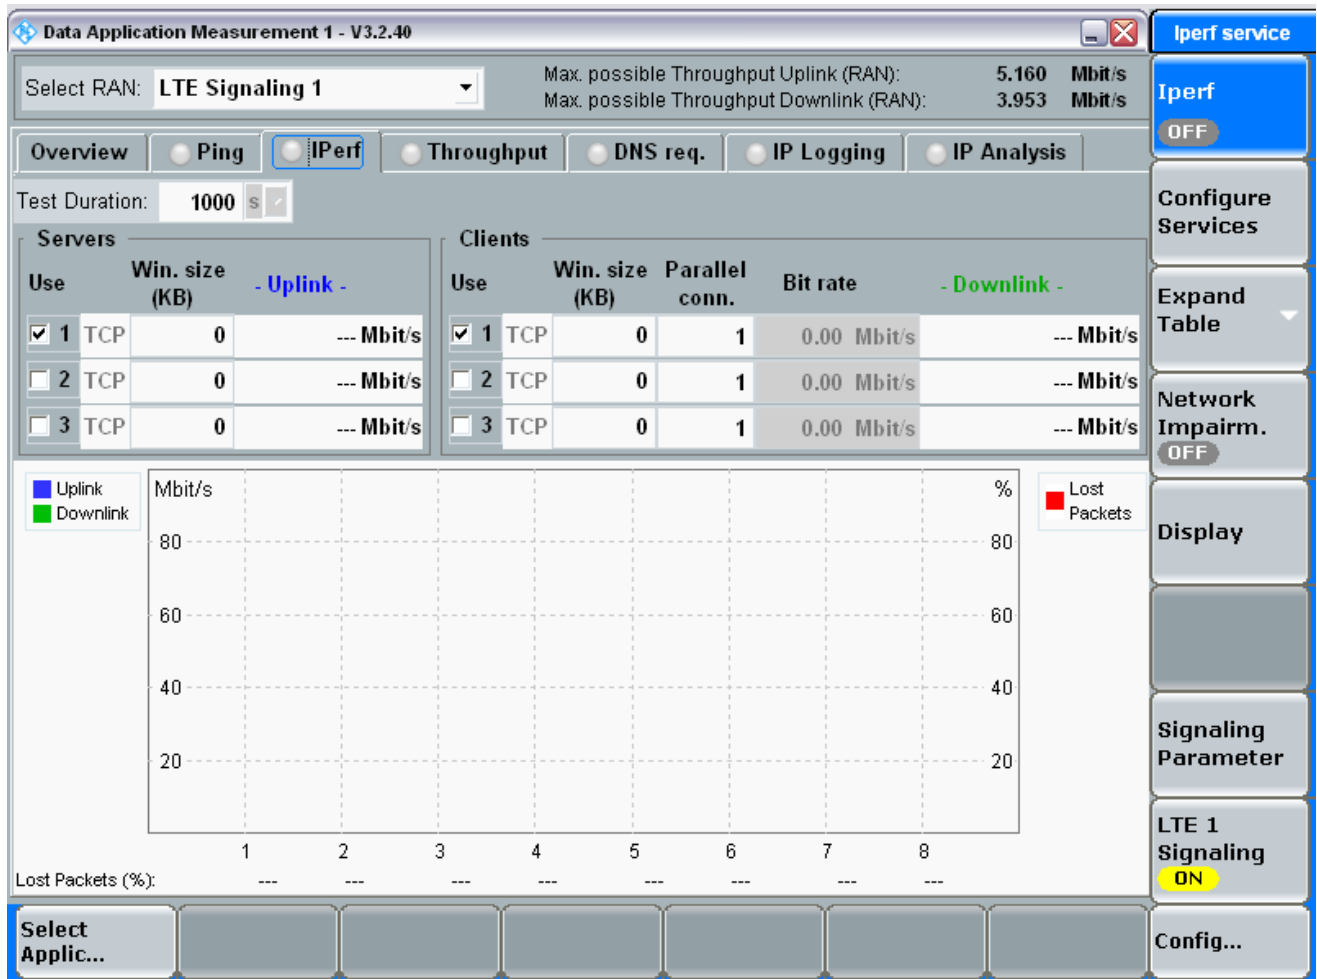 Data Application Measurement 1 - V3.2.40
Iperf service
Select RAN: LTE Signaling 1
Max. possible Throughput Uplink (RAN): 5.160 Mbit/s
Max. possible Throughput Downlink (RAN): 3.953 Mbit/s
Iperf
OFF
Overview Ping IPerf Throughput DNS req. IP Logging IP Analysis
Test Duration: 1000 s
Configure
Services
Servers Clients
Use Win. size (KB) - Uplink - Use Win. size (KB) Parallel conn. Bit rate - Downlink -
1 TCP 0 --- Mbit/s 1 TCP 0 1 0.00 Mbit/s --- Mbit/s
2 TCP 0 --- Mbit/s 2 TCP 0 1 0.00 Mbit/s --- Mbit/s
3 TCP 0 --- Mbit/s 3 TCP 0 1 0.00 Mbit/s --- Mbit/s
Expand
Table
Network
Impairm.
OFF
Uplink
Downlink
Mbit/s %
Lost
Packets
80 80
60 60
40 40
20 20
1 2 3 4 5 6 7 8
Lost Packets (%): --- --- --- --- --- --- --- ---
Display
Signaling
Parameter
LTE 1
Signaling
ON
Select
Applic...
Config...